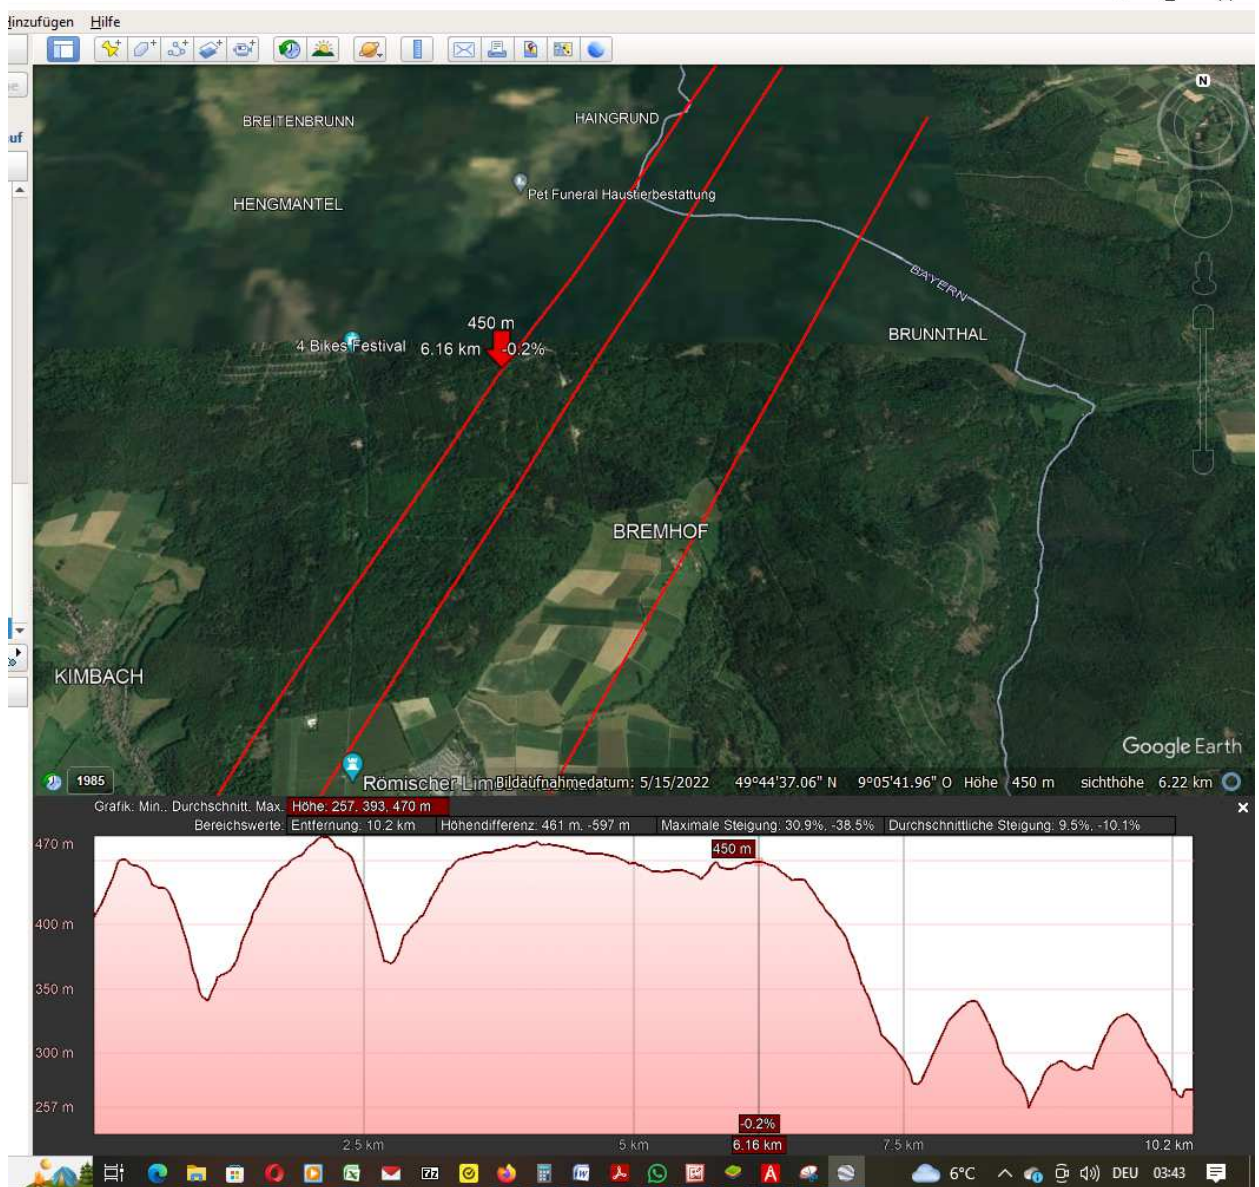 Hinzufügen Hilfe
auf
BREITENBRUNN
HAINGRUND
N
Pet Funeral Haustierbestattung
HENGMANTEL
BAYERN
450 m
BRUNNTHAL
4 Bikes Festival
6.16 km -0.2%
BREMHOF
KIMBACH
Google Earth
1985
Römischer Lim
Bildaufnahmedatum: 5/15/2022 49°44'37.06" N 9°05'41.96" O Höhe 450 m sichthöhe 6.22 km
Grafik: Min., Durchschnitt, Max. Höhe: 257, 393, 470 m
Bereichswerte: Entfernung: 10.2 km Höhendifferenz: 461 m, -597 m Maximale Steigung: 30.9%, -38.5% Durchschnittliche Steigung: 9.5%, -10.1%
470 m
450 m
400 m
350 m
300 m
257 m
-0.2%
2.5 km 5 km 6.16 km 7.5 km 10.2 km
6°C DEU 03:43